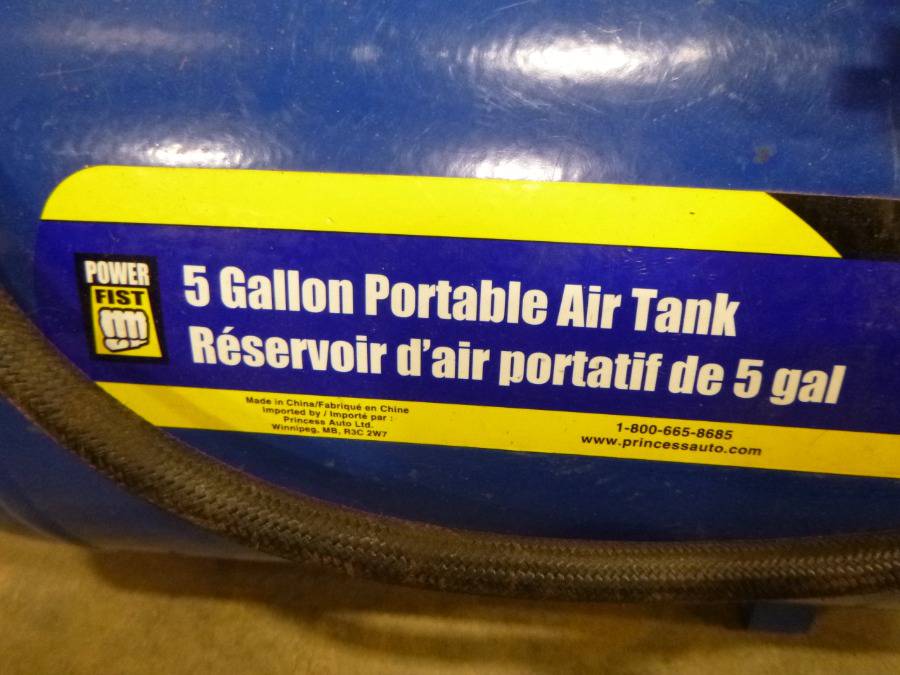 POWER
FIST
5 Gallon Portable Air Tank
Réservoir d'air portatif de 5 gal
Made in China/Fabriqué en Chine
Imported by / Importé par :
Princess Auto Ltd.
Winnipeg, MB, R3C 2W7
1-800-665-8685
www.princessauto.com